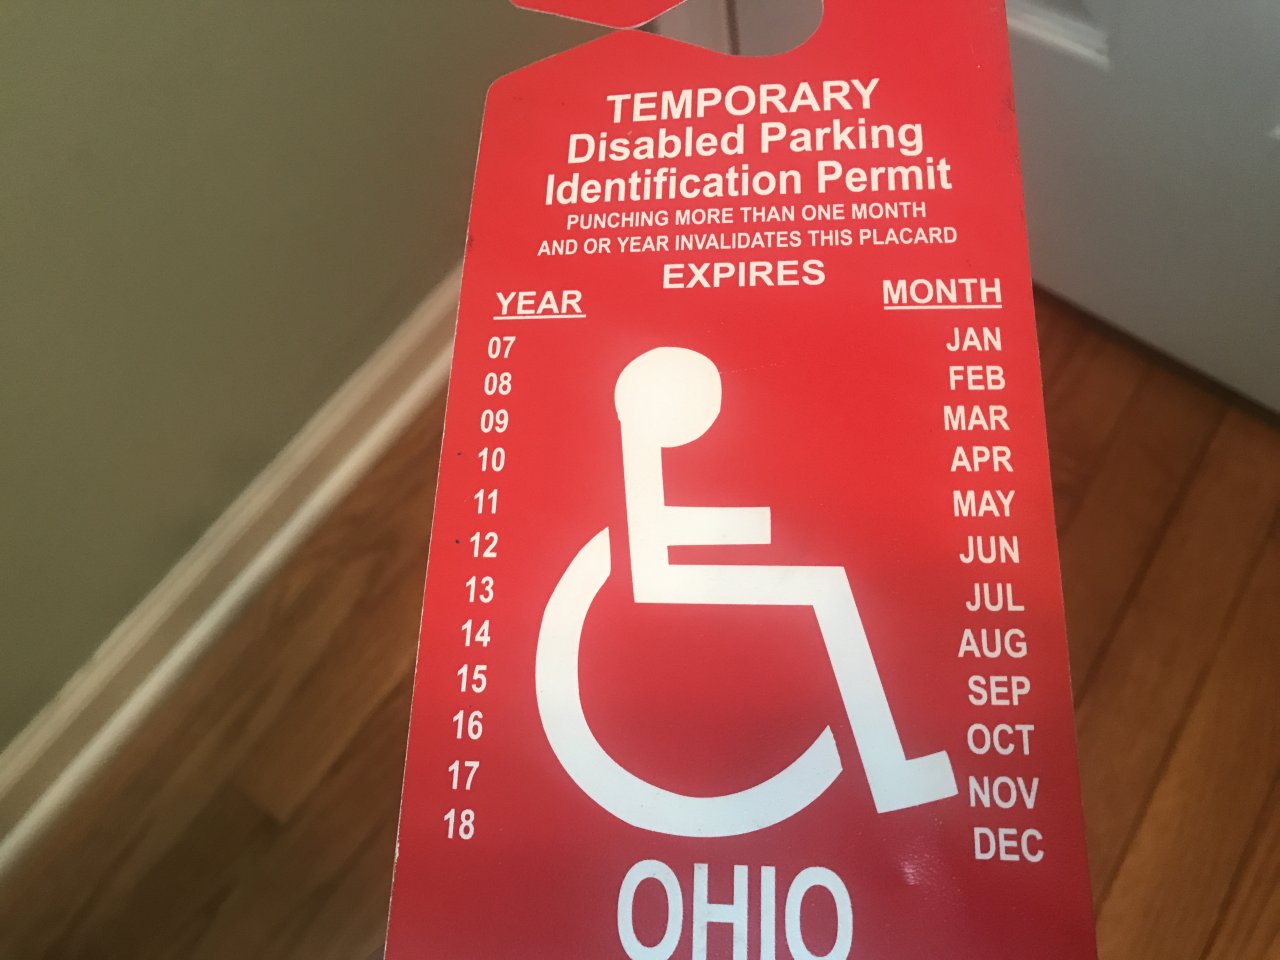 TEMPORARY
Disabled Parking
Identification Permit
PUNCHING MORE THAN ONE MONTH
AND OR YEAR INVALIDATES THIS PLACARD
EXPIRES
YEAR MONTH
07 JAN
08 FEB
09 MAR
10 APR
11 MAY
12 JUN
13 JUL
14 AUG
15 SEP
16 OCT
17 NOV
18 DEC
OHIO